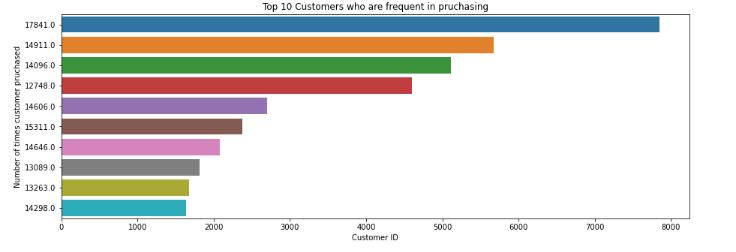 Top 10 Customers who are frequent in pruchasing
Number of times customer pruchased
17841.0
14911.0
14096.0
12748.0
14606.0
15311.0
14646.0
13089.0
13263.0
14298.0
0 1000 2000 3000 4000 5000 6000 7000 8000
Customer ID